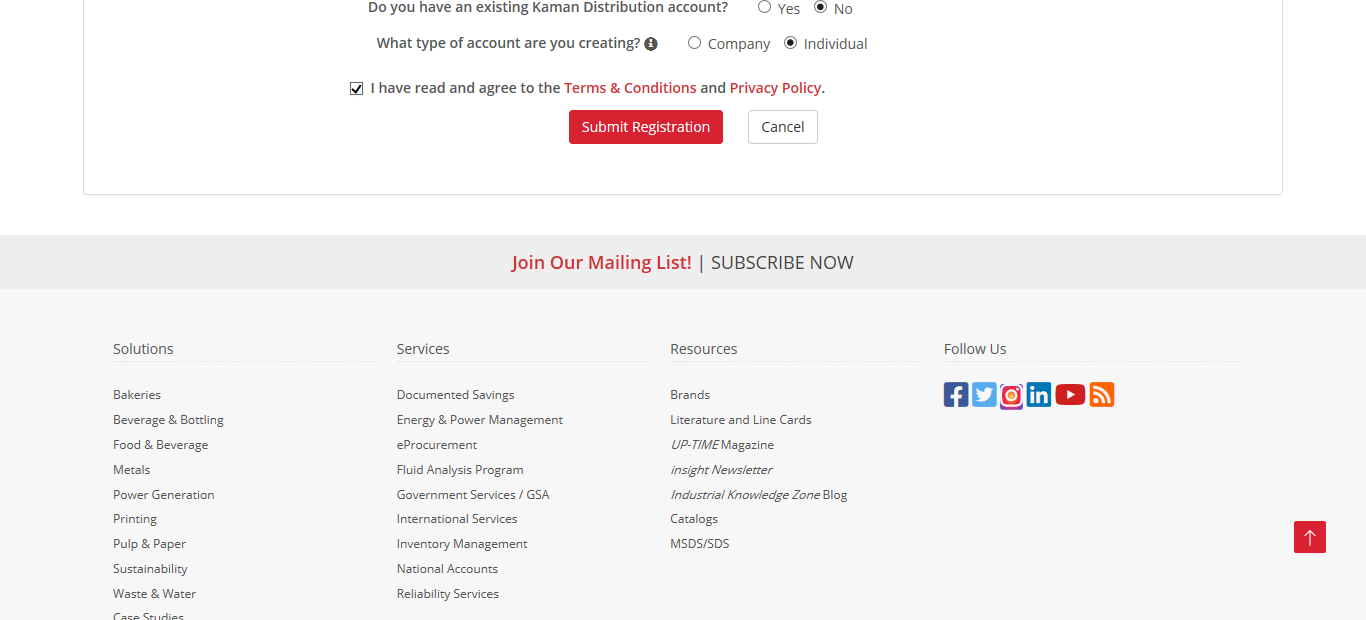 Do you have an existing Kaman Distribution account? Yes No
What type of account are you creating? Company Individual
I have read and agree to the Terms & Conditions and Privacy Policy.
Submit Registration Cancel
Join Our Mailing List! | SUBSCRIBE NOW
Solutions
Bakeries
Beverage & Bottling
Food & Beverage
Metals
Power Generation
Printing
Pulp & Paper
Sustainability
Waste & Water
Case Studies
Services
Documented Savings
Energy & Power Management
eProcurement
Fluid Analysis Program
Government Services / GSA
International Services
Inventory Management
National Accounts
Reliability Services
Resources
Brands
Literature and Line Cards
UP-TIME Magazine
insight Newsletter
Industrial Knowledge Zone Blog
Catalogs
MSDS/SDS
Follow Us